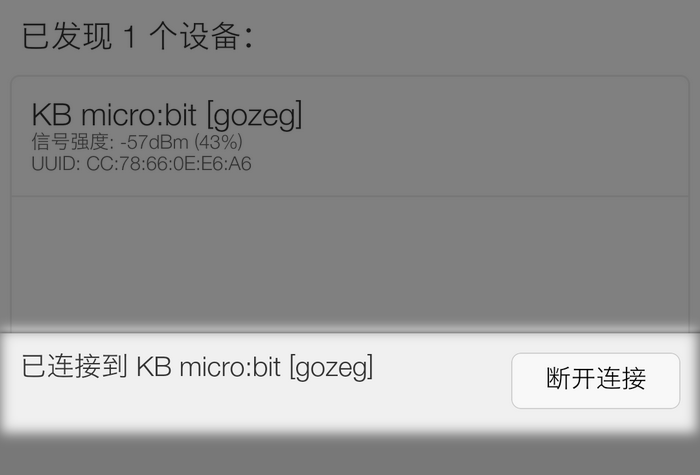 已发现 1 个设备：
KB micro:bit [gozeg]
信号强度: -57dBm (43%)
UUID: CC:78:66:0E:E6:A6
已连接到 KB micro:bit [gozeg]
断开连接